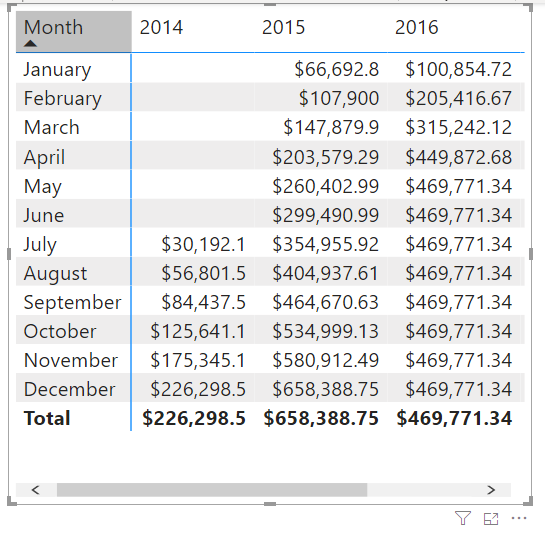 Month 2014 2015 2016
January $66,692.8 $100,854.72
February $107,900 $205,416.67
March $147,879.9 $315,242.12
April $203,579.29 $449,872.68
May $260,402.99 $469,771.34
June $299,490.99 $469,771.34
July $30,192.1 $354,955.92 $469,771.34
August $56,801.5 $404,937.61 $469,771.34
September $84,437.5 $464,670.63 $469,771.34
October $125,641.1 $534,999.13 $469,771.34
November $175,345.1 $580,912.49 $469,771.34
December $226,298.5 $658,388.75 $469,771.34
Total $226,298.5 $658,388.75 $469,771.34